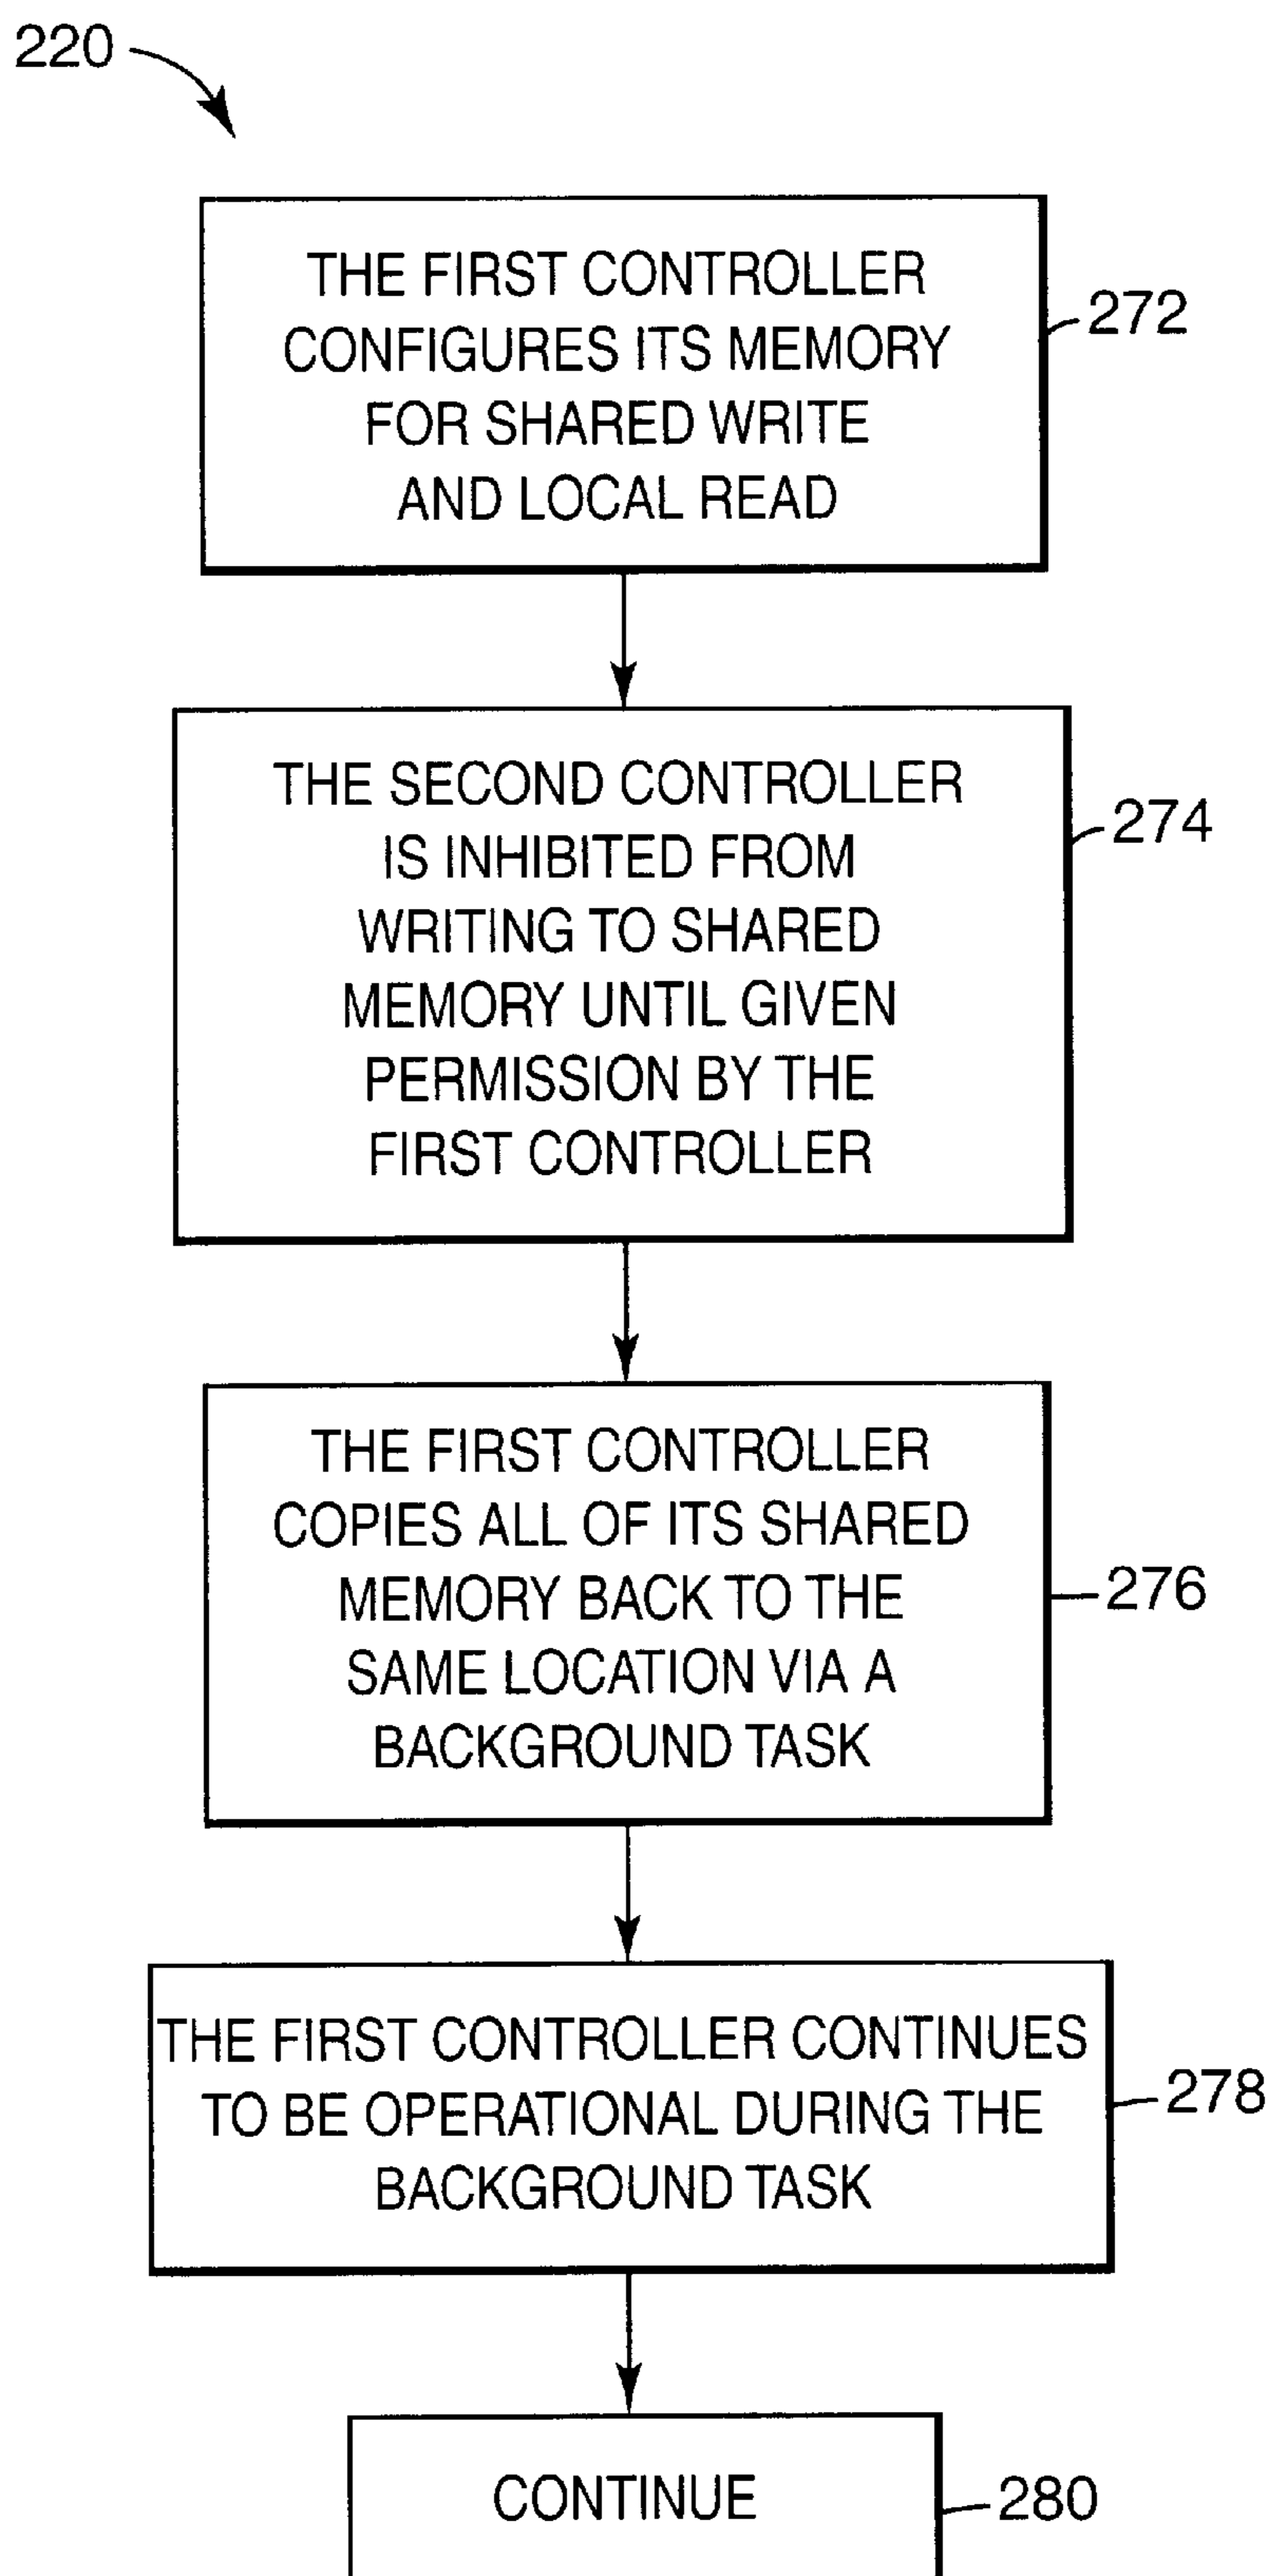 220
THE FIRST CONTROLLER
CONFIGURES ITS MEMORY
FOR SHARED WRITE
AND LOCAL READ
272
THE SECOND CONTROLLER
IS INHIBITED FROM
WRITING TO SHARED
MEMORY UNTIL GIVEN
PERMISSION BY THE
FIRST CONTROLLER
274
THE FIRST CONTROLLER
COPIES ALL OF ITS SHARED
MEMORY BACK TO THE
SAME LOCATION VIA A
BACKGROUND TASK
276
THE FIRST CONTROLLER CONTINUES
TO BE OPERATIONAL DURING THE
BACKGROUND TASK
278
CONTINUE
280